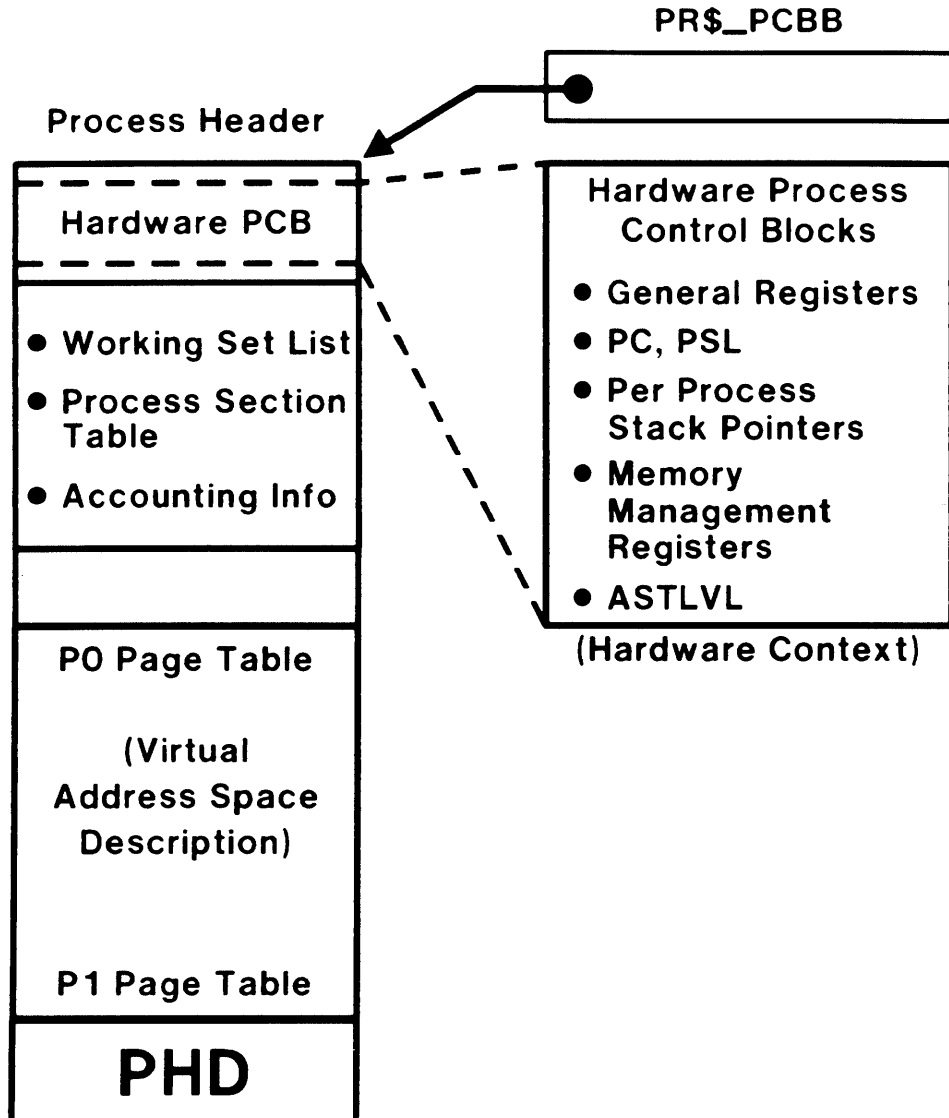 PR$_PCBB
Process Header
Hardware PCB
● Working Set List
● Process Section
Table
● Accounting Info
P0 Page Table
(Virtual
Address Space
Description)
P1 Page Table
PHD
Hardware Process
Control Blocks
● General Registers
● PC, PSL
● Per Process
Stack Pointers
● Memory
Management
Registers
● ASTLVL
(Hardware Context)